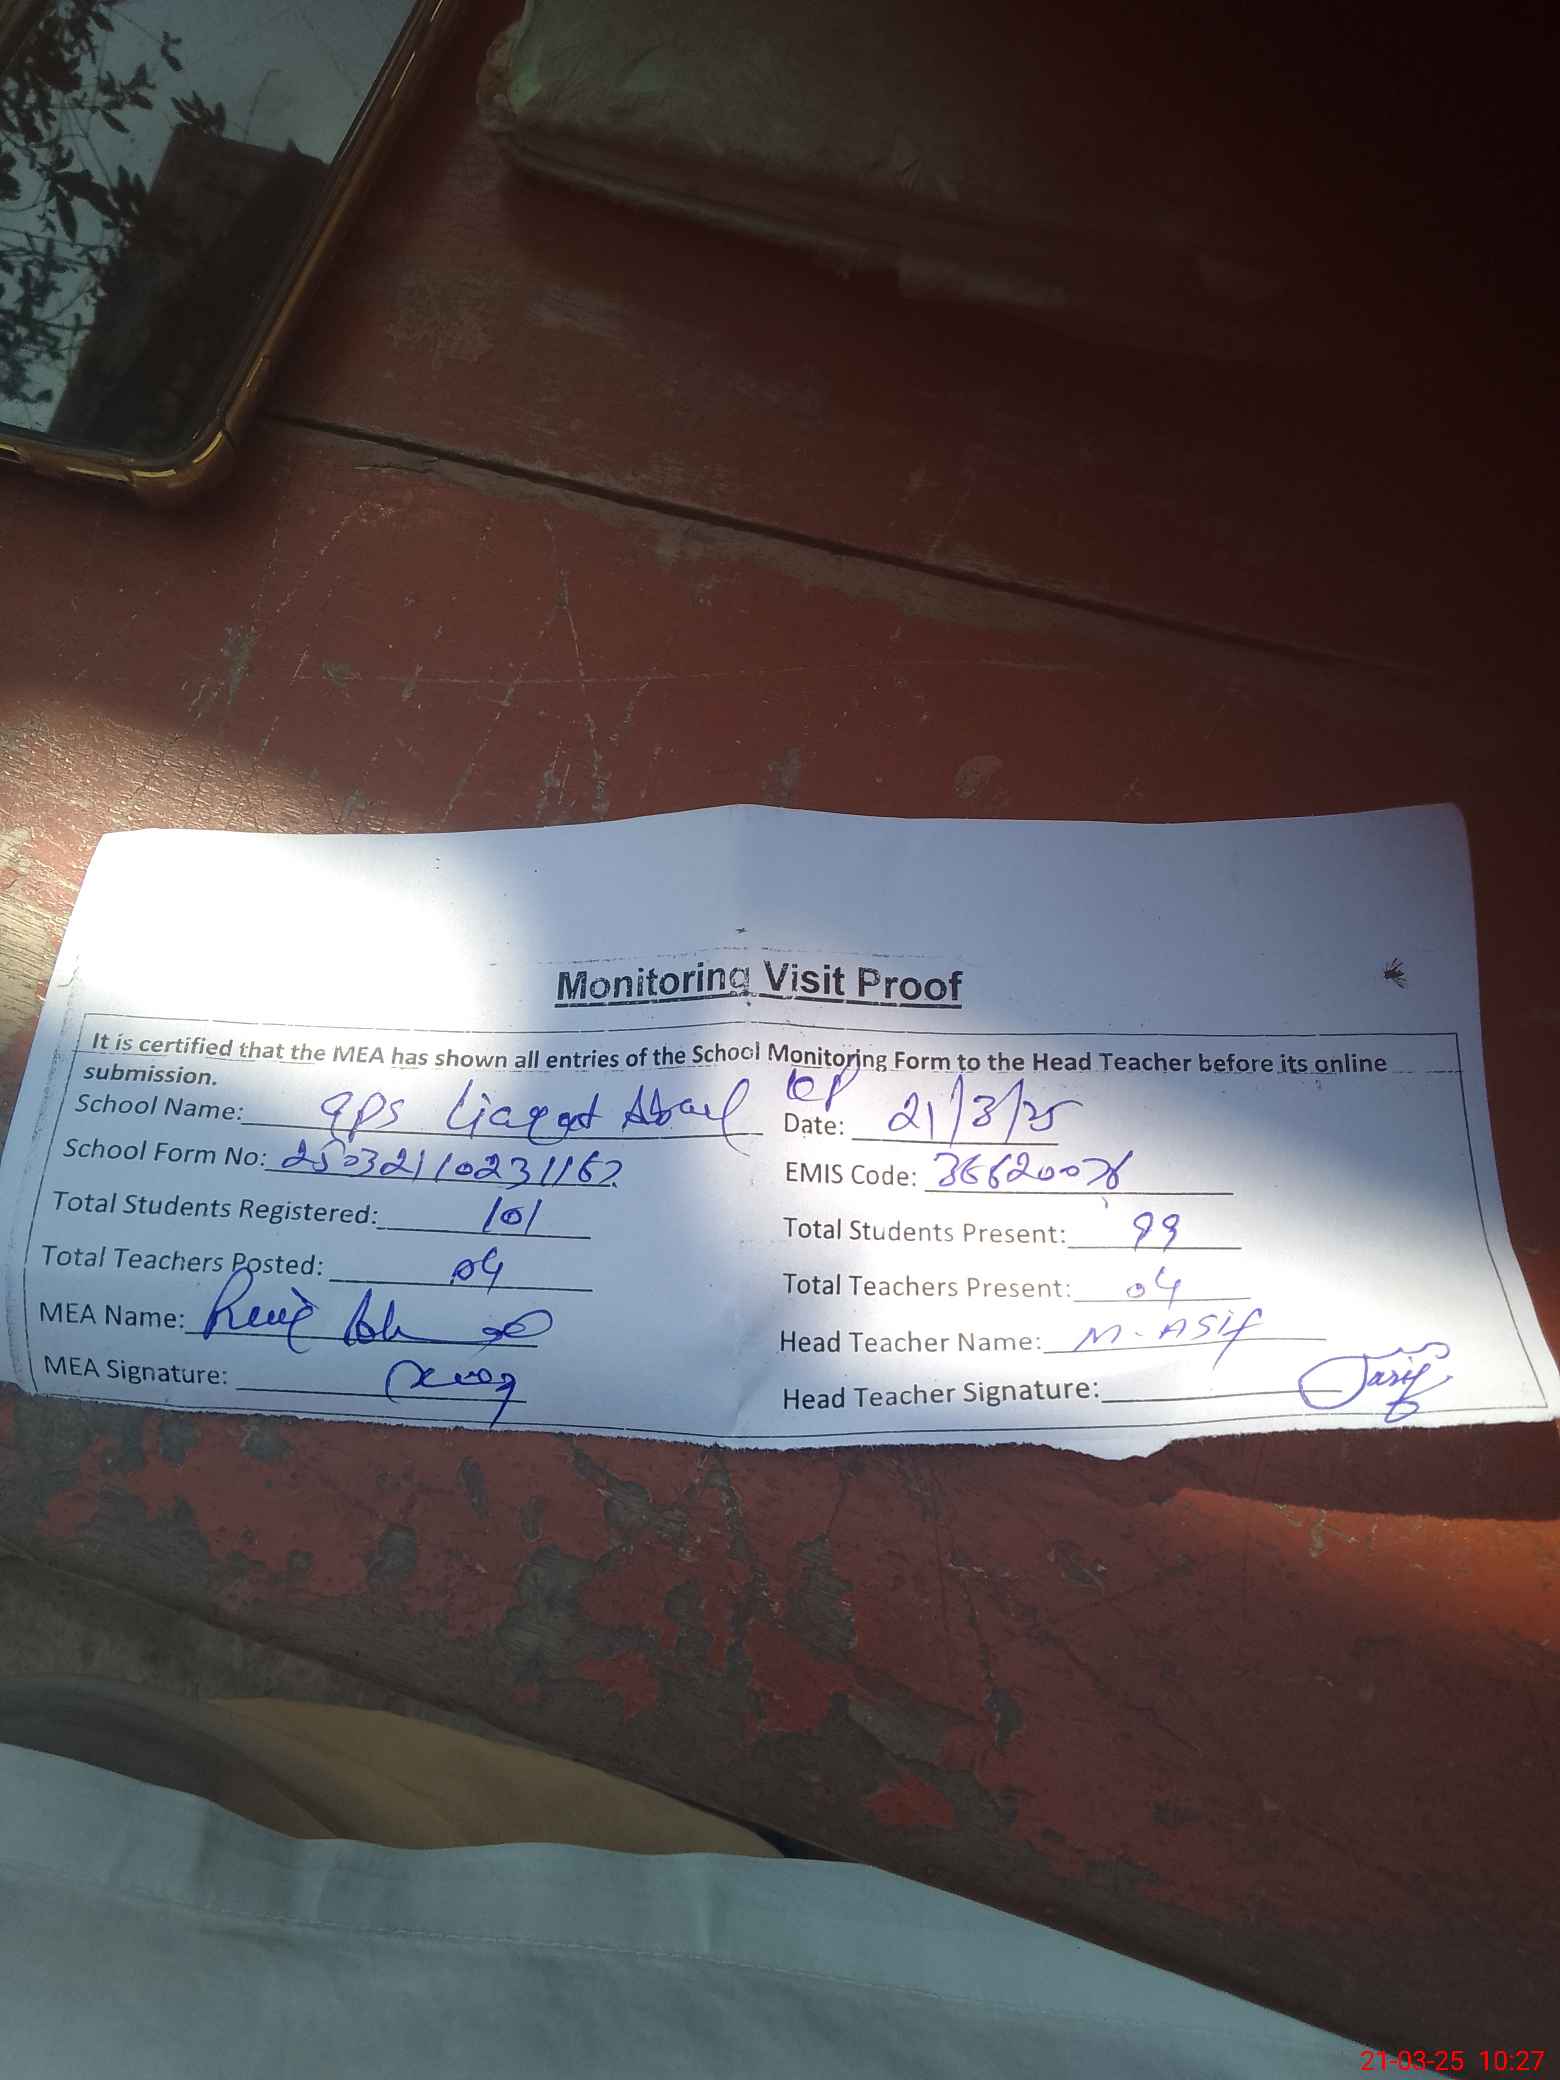 Monitoring Visit Proof
It is certified that the MEA has shown all entries of the School Monitoring Form to the Head Teacher before its online
submission.
School Name: GPS Liaqat Date: 21/3/25
School Form No: 25032110231162 EMIS Code:
Total Students Registered: 101 Total Students Present: 99
Total Teachers Posted: 04 Total Teachers Present: 04
MEA Name: Head Teacher Name: M. ASif
MEA Signature: Head Teacher Signature: Jasif
21-03-25 10:27